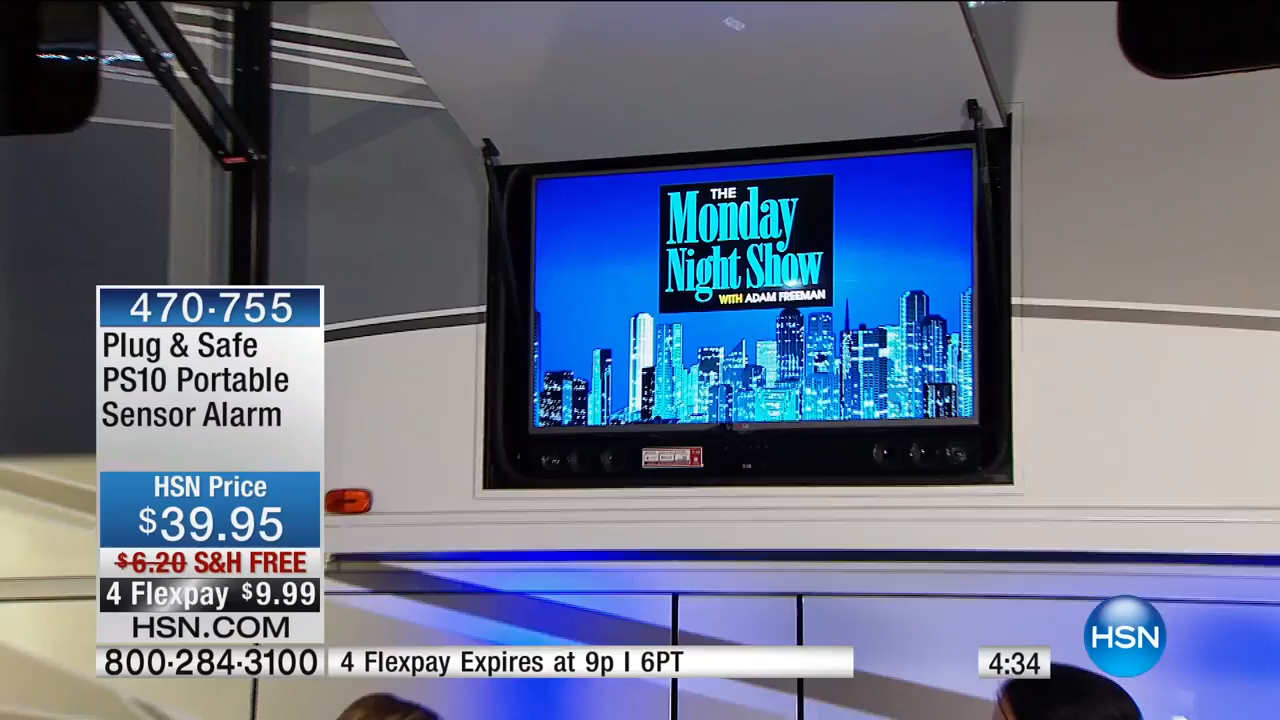 THE
Monday
Night Show
WITH ADAM FREEMAN
470·755
Plug & Safe
PS10 Portable
Sensor Alarm
HSN Price
$39.95
$6.20 S&H FREE
4 Flexpay $9.99
HSN.COM
800·284·3100
4 Flexpay Expires at 9p | 6PT
4:34
HSN